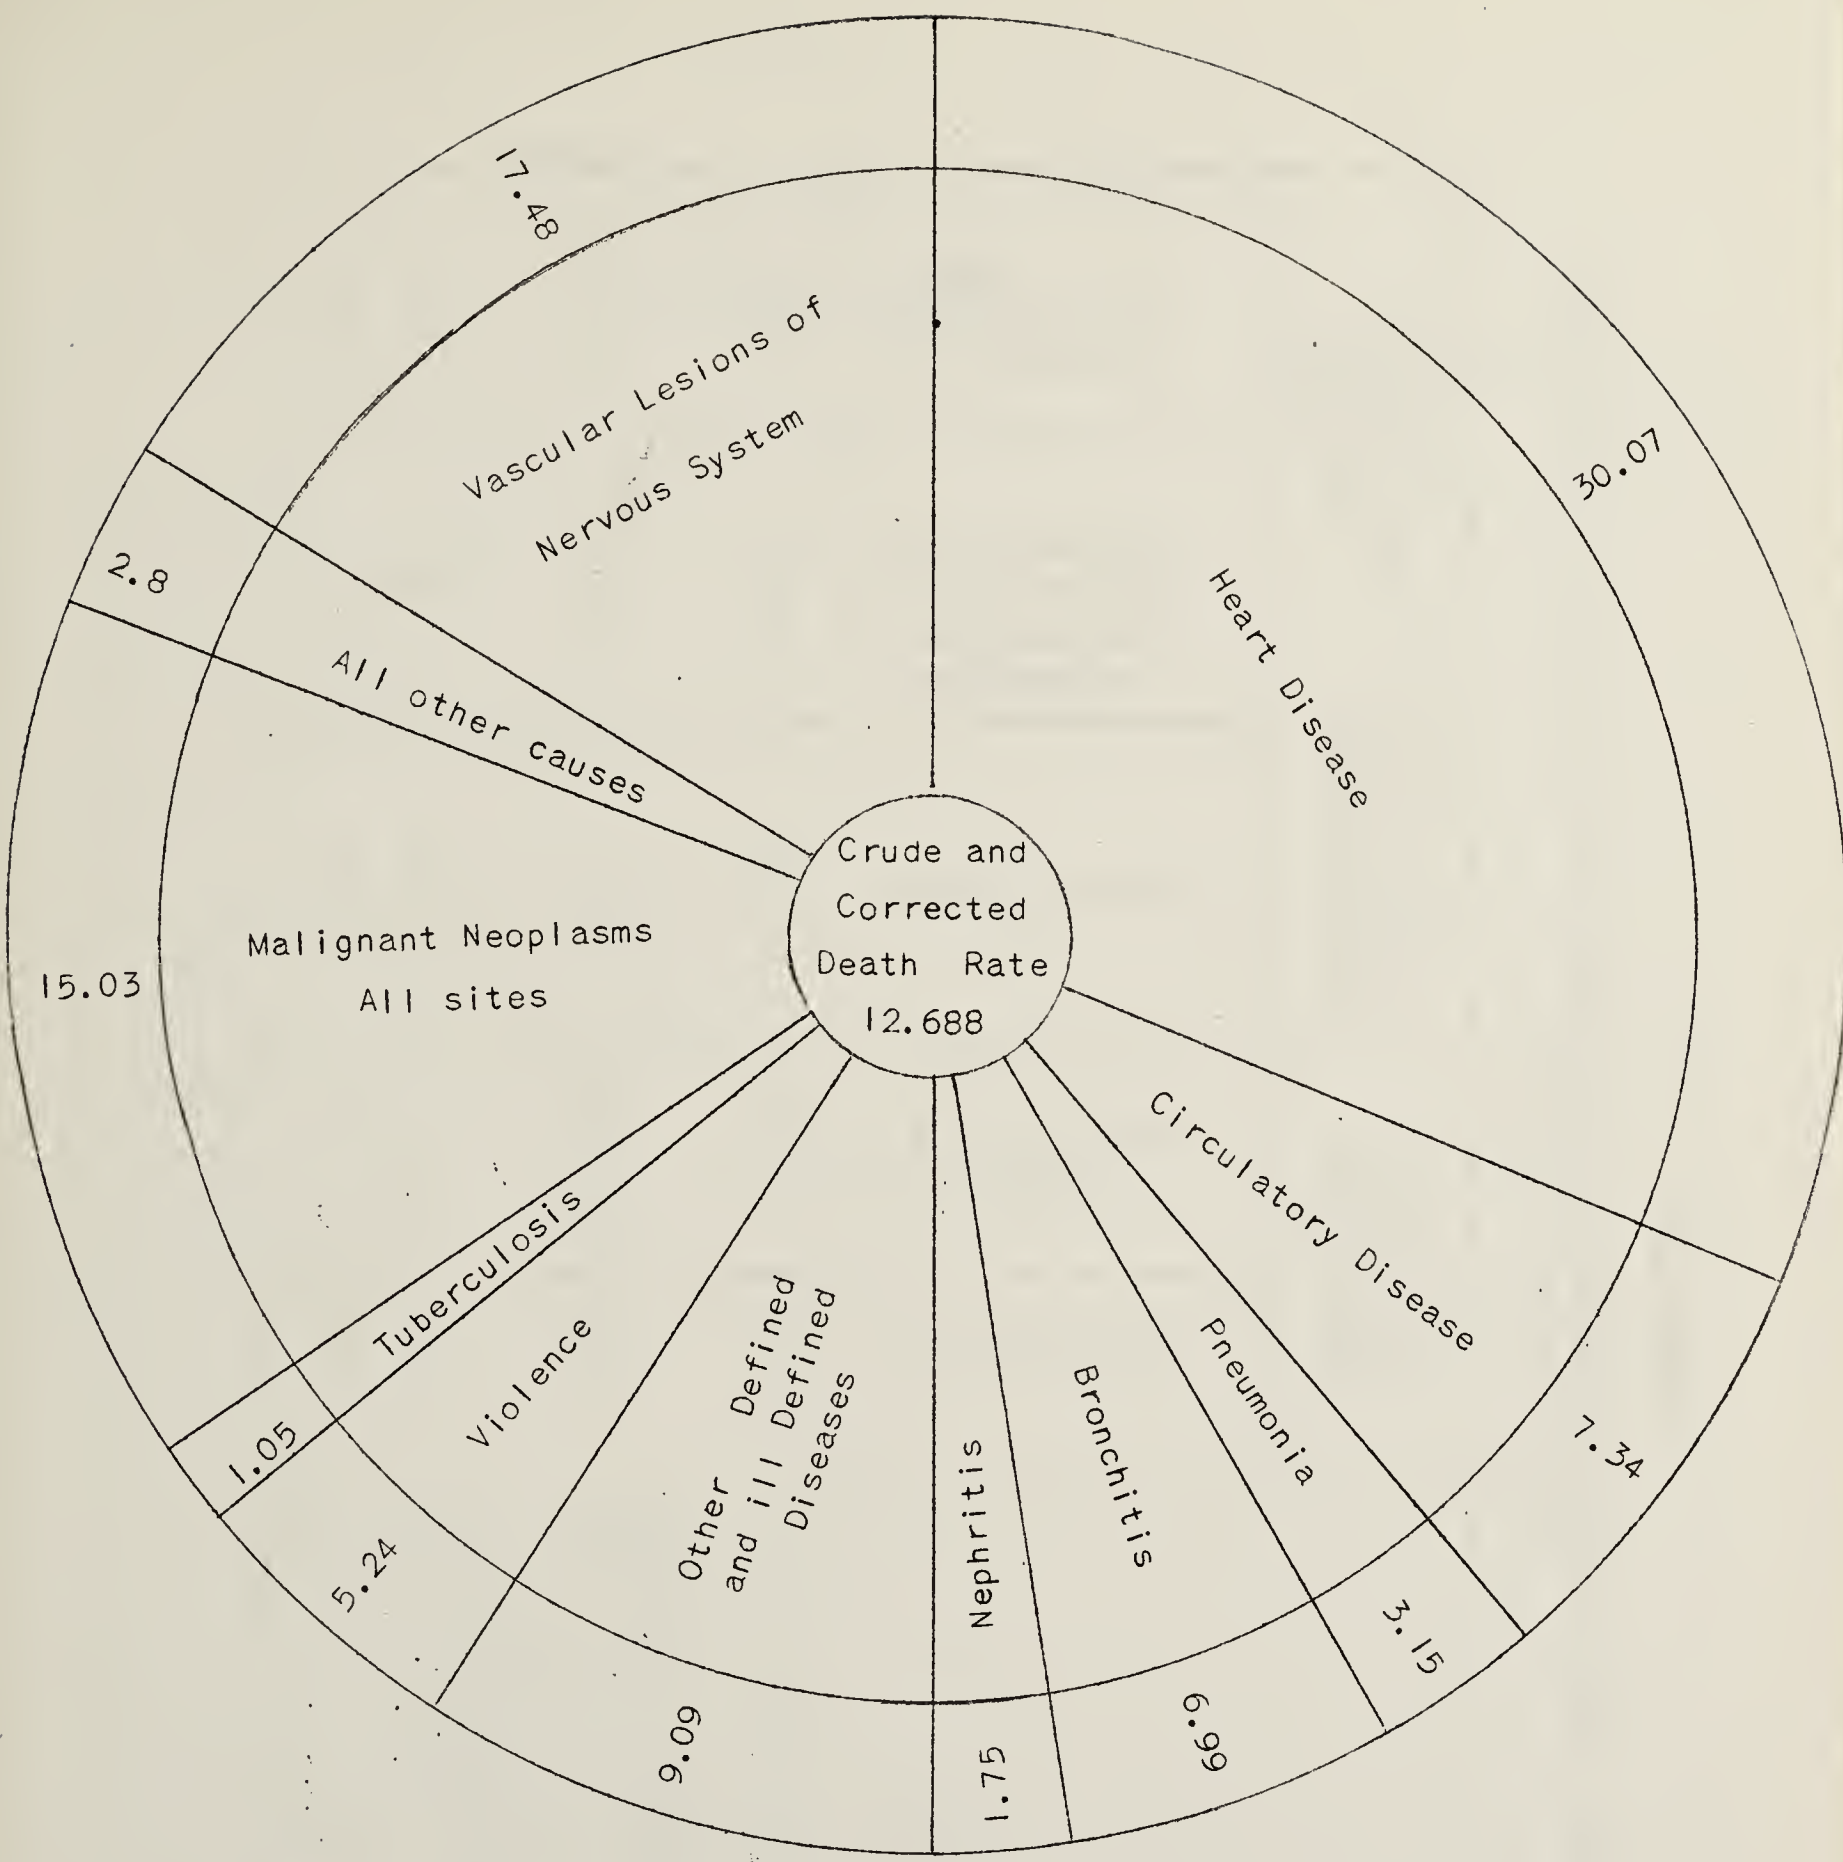 Crude and
Corrected
Death Rate
12.688
Heart Disease
30.07
Circulatory Disease
7.34
Pneumonia
3.15
Bronchitis
6.99
Nephritis
1.75
Other Defined
and ill Defined
Diseases
9.09
Violence
5.24
Tuberculosis
1.05
Malignant Neoplasms
All sites
15.03
All other causes
2.8
Vascular Lesions of
Nervous System
17.48